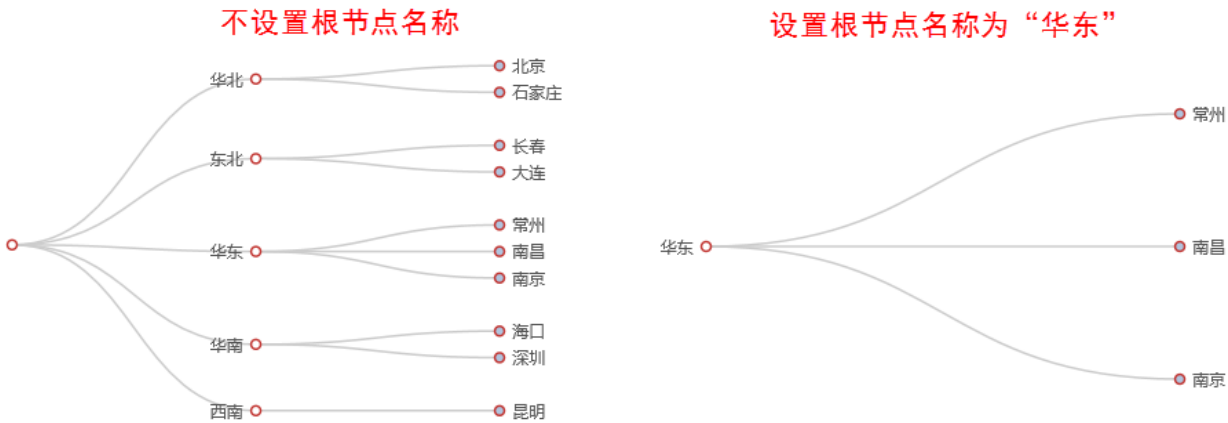 不设置根节点名称
华北
北京
石家庄
东北
长春
大连
华东
常州
南昌
南京
华南
海口
深圳
西南
昆明
设置根节点名称为“华东”
华东
常州
南昌
南京